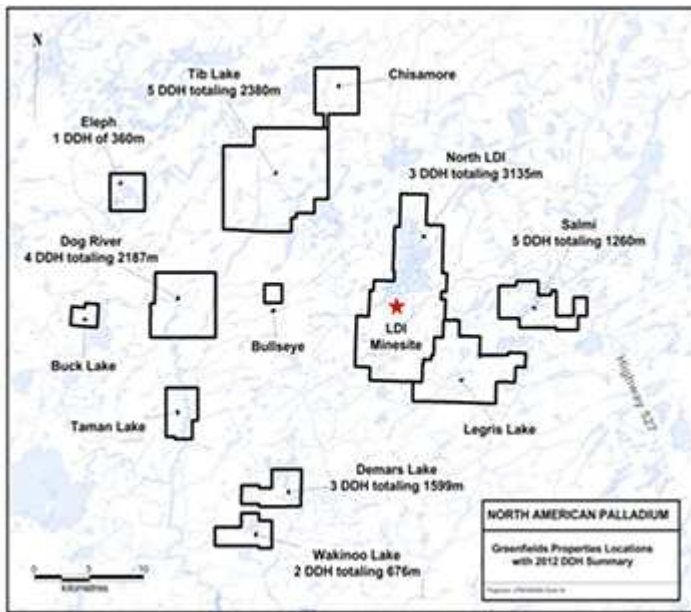 N
Chisamore
Tib Lake
5 DDH totaling 2380m
Eleph
1 DDH of 360m
North LDI
3 DDH totaling 3135m
Salmi
5 DDH totaling 1260m
Dog River
4 DDH totaling 2187m
LDI
Minesite
Bullseye
Buck Lake
Highway 527
Taman Lake
Legris Lake
Demars Lake
3 DDH totaling 1599m
Wakinoo Lake
2 DDH totaling 676m
NORTH AMERICAN PALLADIUM
Greenfields Properties Locations
with 2012 DDH Summary
0 5 10
kilometres